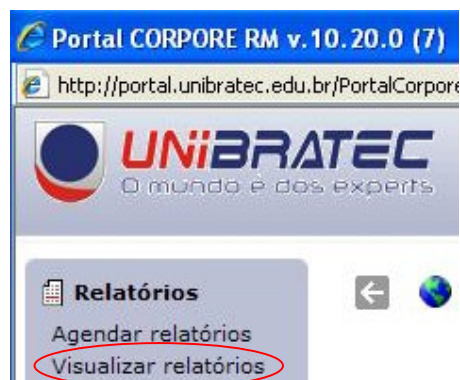 Portal CORPORE RM v.10.20.0 (7)
http://portal.unibratec.edu.br/PortalCorpore
UNiBRATEC
O mundo é dos experts
Relatórios
Agendar relatórios
Visualizar relatórios